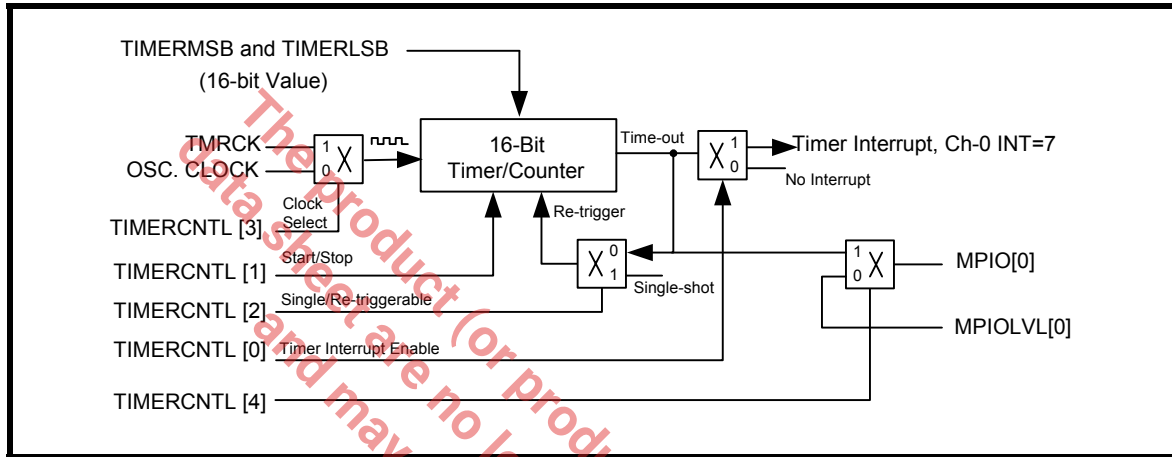 TIMERMSB and TIMERLSB
(16-bit Value)
TMRCK
OSC. CLOCK
1
0
X
Clock
Select
16-Bit
Timer/Counter
Time-out
X
1
0
Timer Interrupt, Ch-0 INT=7
No Interrupt
Re-trigger
TIMERCNTL [3]
Start/Stop
TIMERCNTL [1]
X
0
1
Single-shot
1
0
X
MPIO[0]
MPIOLVL[0]
Single/Re-triggerable
TIMERCNTL [2]
TIMERCNTL [0]
Timer Interrupt Enable
TIMERCNTL [4]
The product (or produ
data sheet are no l
and may